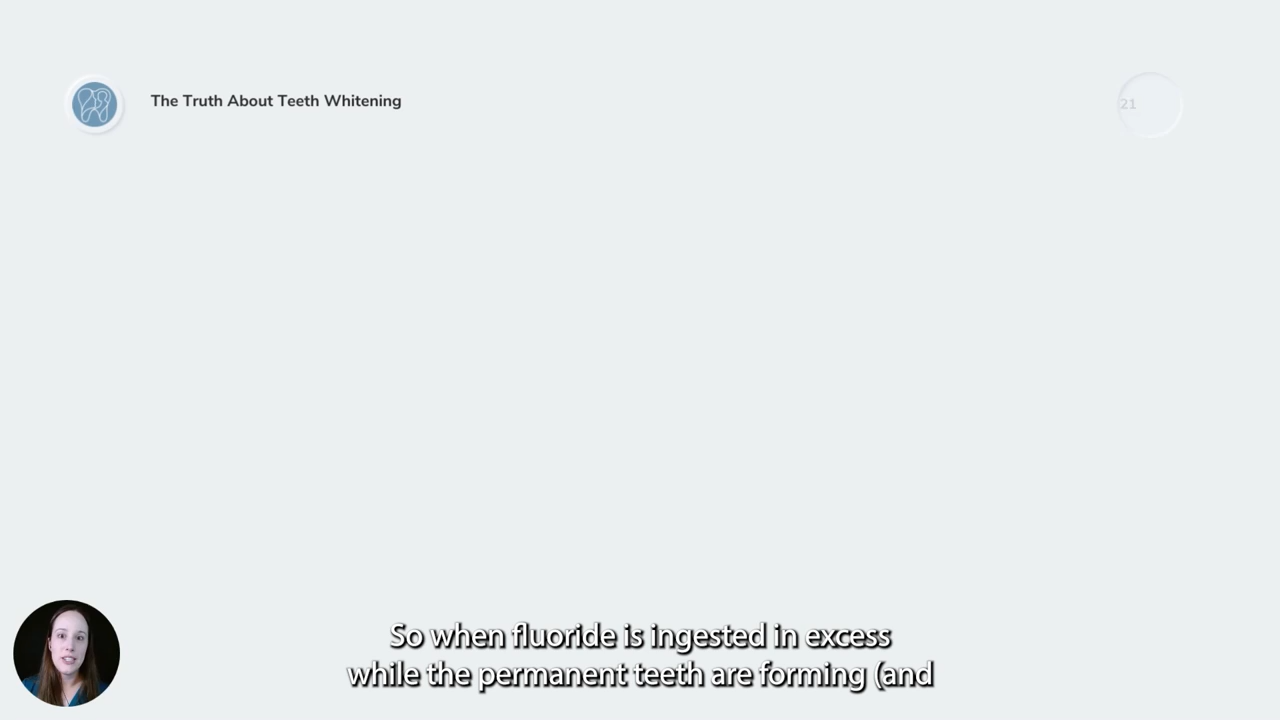 The Truth About Teeth Whitening
21
So when fluoride is ingested in excess
while the permanent teeth are forming (and